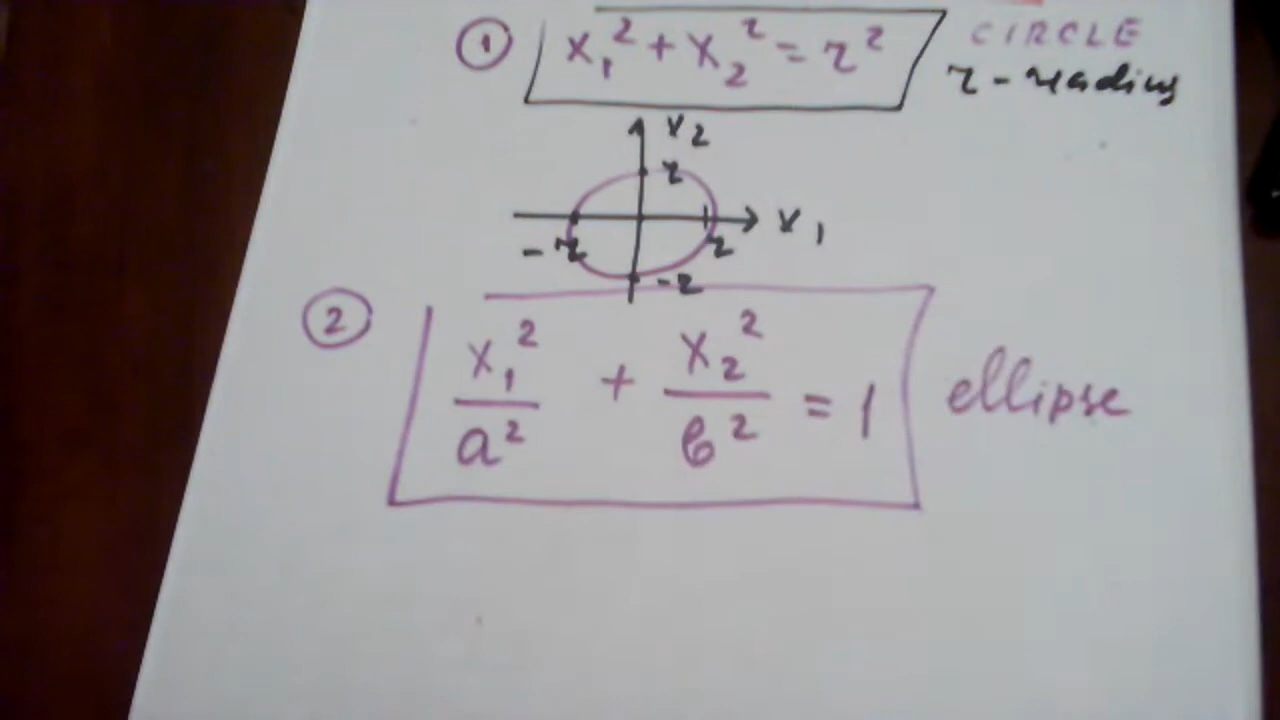 ① x₁² + x₂² = r² CIRCLE
r - radius
x₂
r
x₁
-r r
-r
② x₁²/a² + x₂²/b² = 1 ellipse